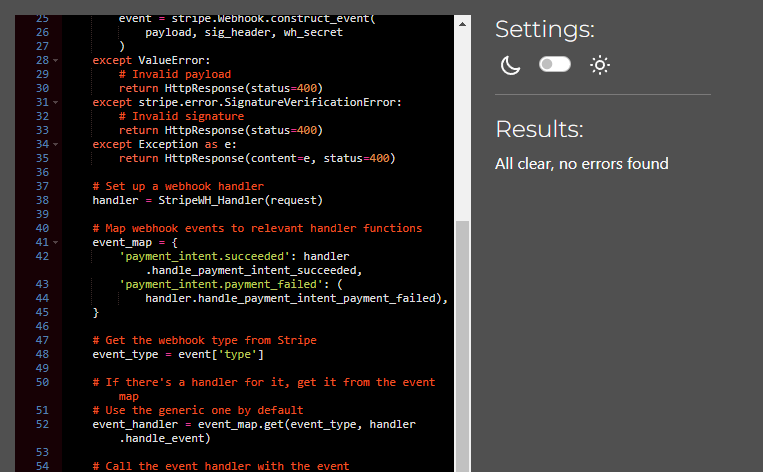 25 event = stripe.Webhook.construct_event(
26 payload, sig_header, wh_secret
27 )
28 except ValueError:
29 # Invalid payload
30 return HttpResponse(status=400)
31 except stripe.error.SignatureVerificationError:
32 # Invalid signature
33 return HttpResponse(status=400)
34 except Exception as e:
35 return HttpResponse(content=e, status=400)
36
37 # Set up a webhook handler
38 handler = StripeWH_Handler(request)
39
40 # Map webhook events to relevant handler functions
41 event_map = {
42 'payment_intent.succeeded': handler
.handle_payment_intent_succeeded,
43 'payment_intent.payment_failed': (
44 handler.handle_payment_intent_payment_failed),
45 }
46
47 # Get the webhook type from Stripe
48 event_type = event['type']
49
50 # If there's a handler for it, get it from the event
map
51 # Use the generic one by default
52 event_handler = event_map.get(event_type, handler
.handle_event)
53
54 # Call the event handler with the event
Settings:
Results:
All clear, no errors found